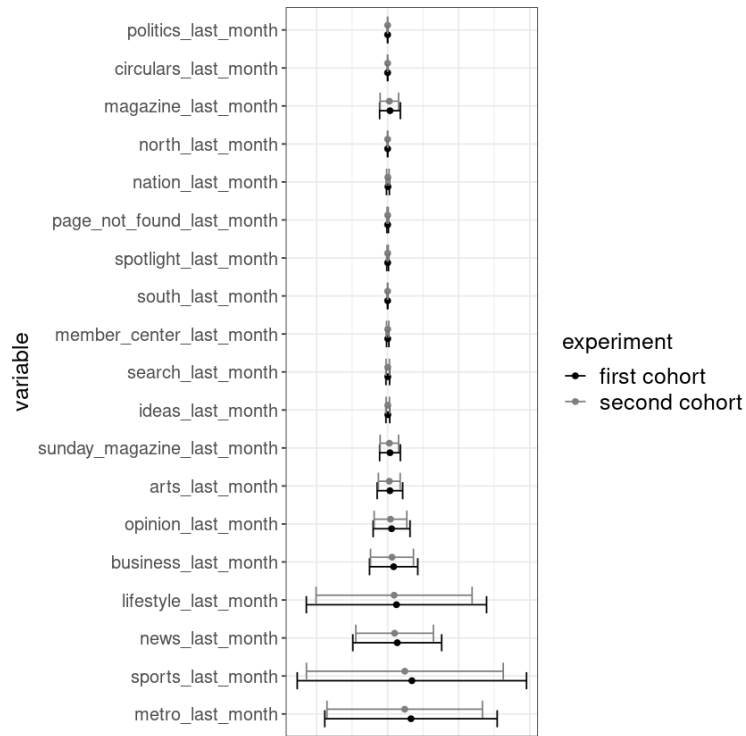 politics_last_month
circulars_last_month
magazine_last_month
north_last_month
nation_last_month
page_not_found_last_month
spotlight_last_month
south_last_month
member_center_last_month
search_last_month
ideas_last_month
sunday_magazine_last_month
arts_last_month
opinion_last_month
business_last_month
lifestyle_last_month
news_last_month
sports_last_month
metro_last_month
variable
experiment
first cohort
second cohort